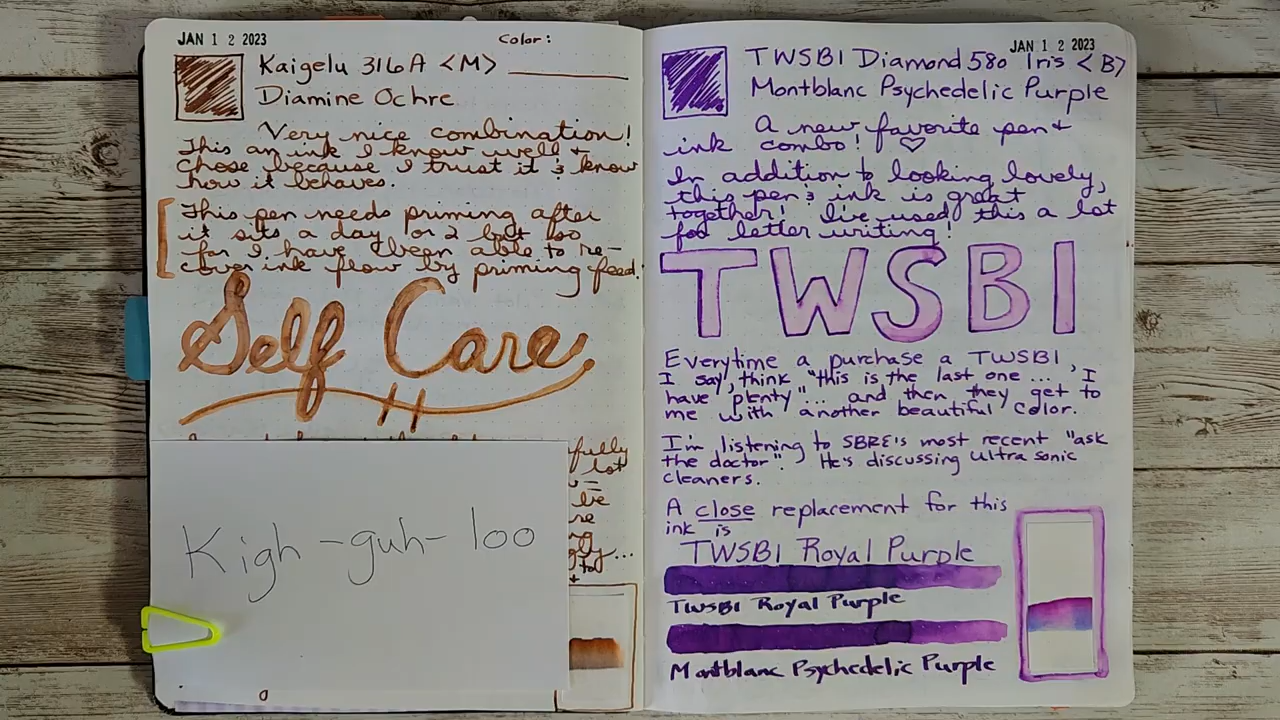 JAN 12 2023
Color:
Kaigelu 316A <M>
Diamine Ochre
Very nice combination!
This an ink I know well &
chose because I trust it & know
how it behaves.
This pen needs priming after
it sits a day or 2 but so
far I have been able to re-
cover ink flow by priming feed.
Self Care
fully
lot
be
Kigh-guh-loo
JAN 12 2023
TWSBI Diamond 580 Iris <B>
Montblanc Psychedelic Purple
A new favorite pen &
ink combo! ♡
In addition to looking lovely,
this pen & ink is great
together! I've used this a lot
for letter writing!
TWSBI
Everytime a purchase a TWSBI,
I say, think "this is the last one... I
have plenty"... and then they get to
me with another beautiful color.
I'm listening to SBRE's most recent "ask
the doctor". He's discussing Ultra sonic
cleaners.
A close replacement for this
ink is
TWSBI Royal Purple
TWSBI Royal Purple
Montblanc Psychedelic Purple